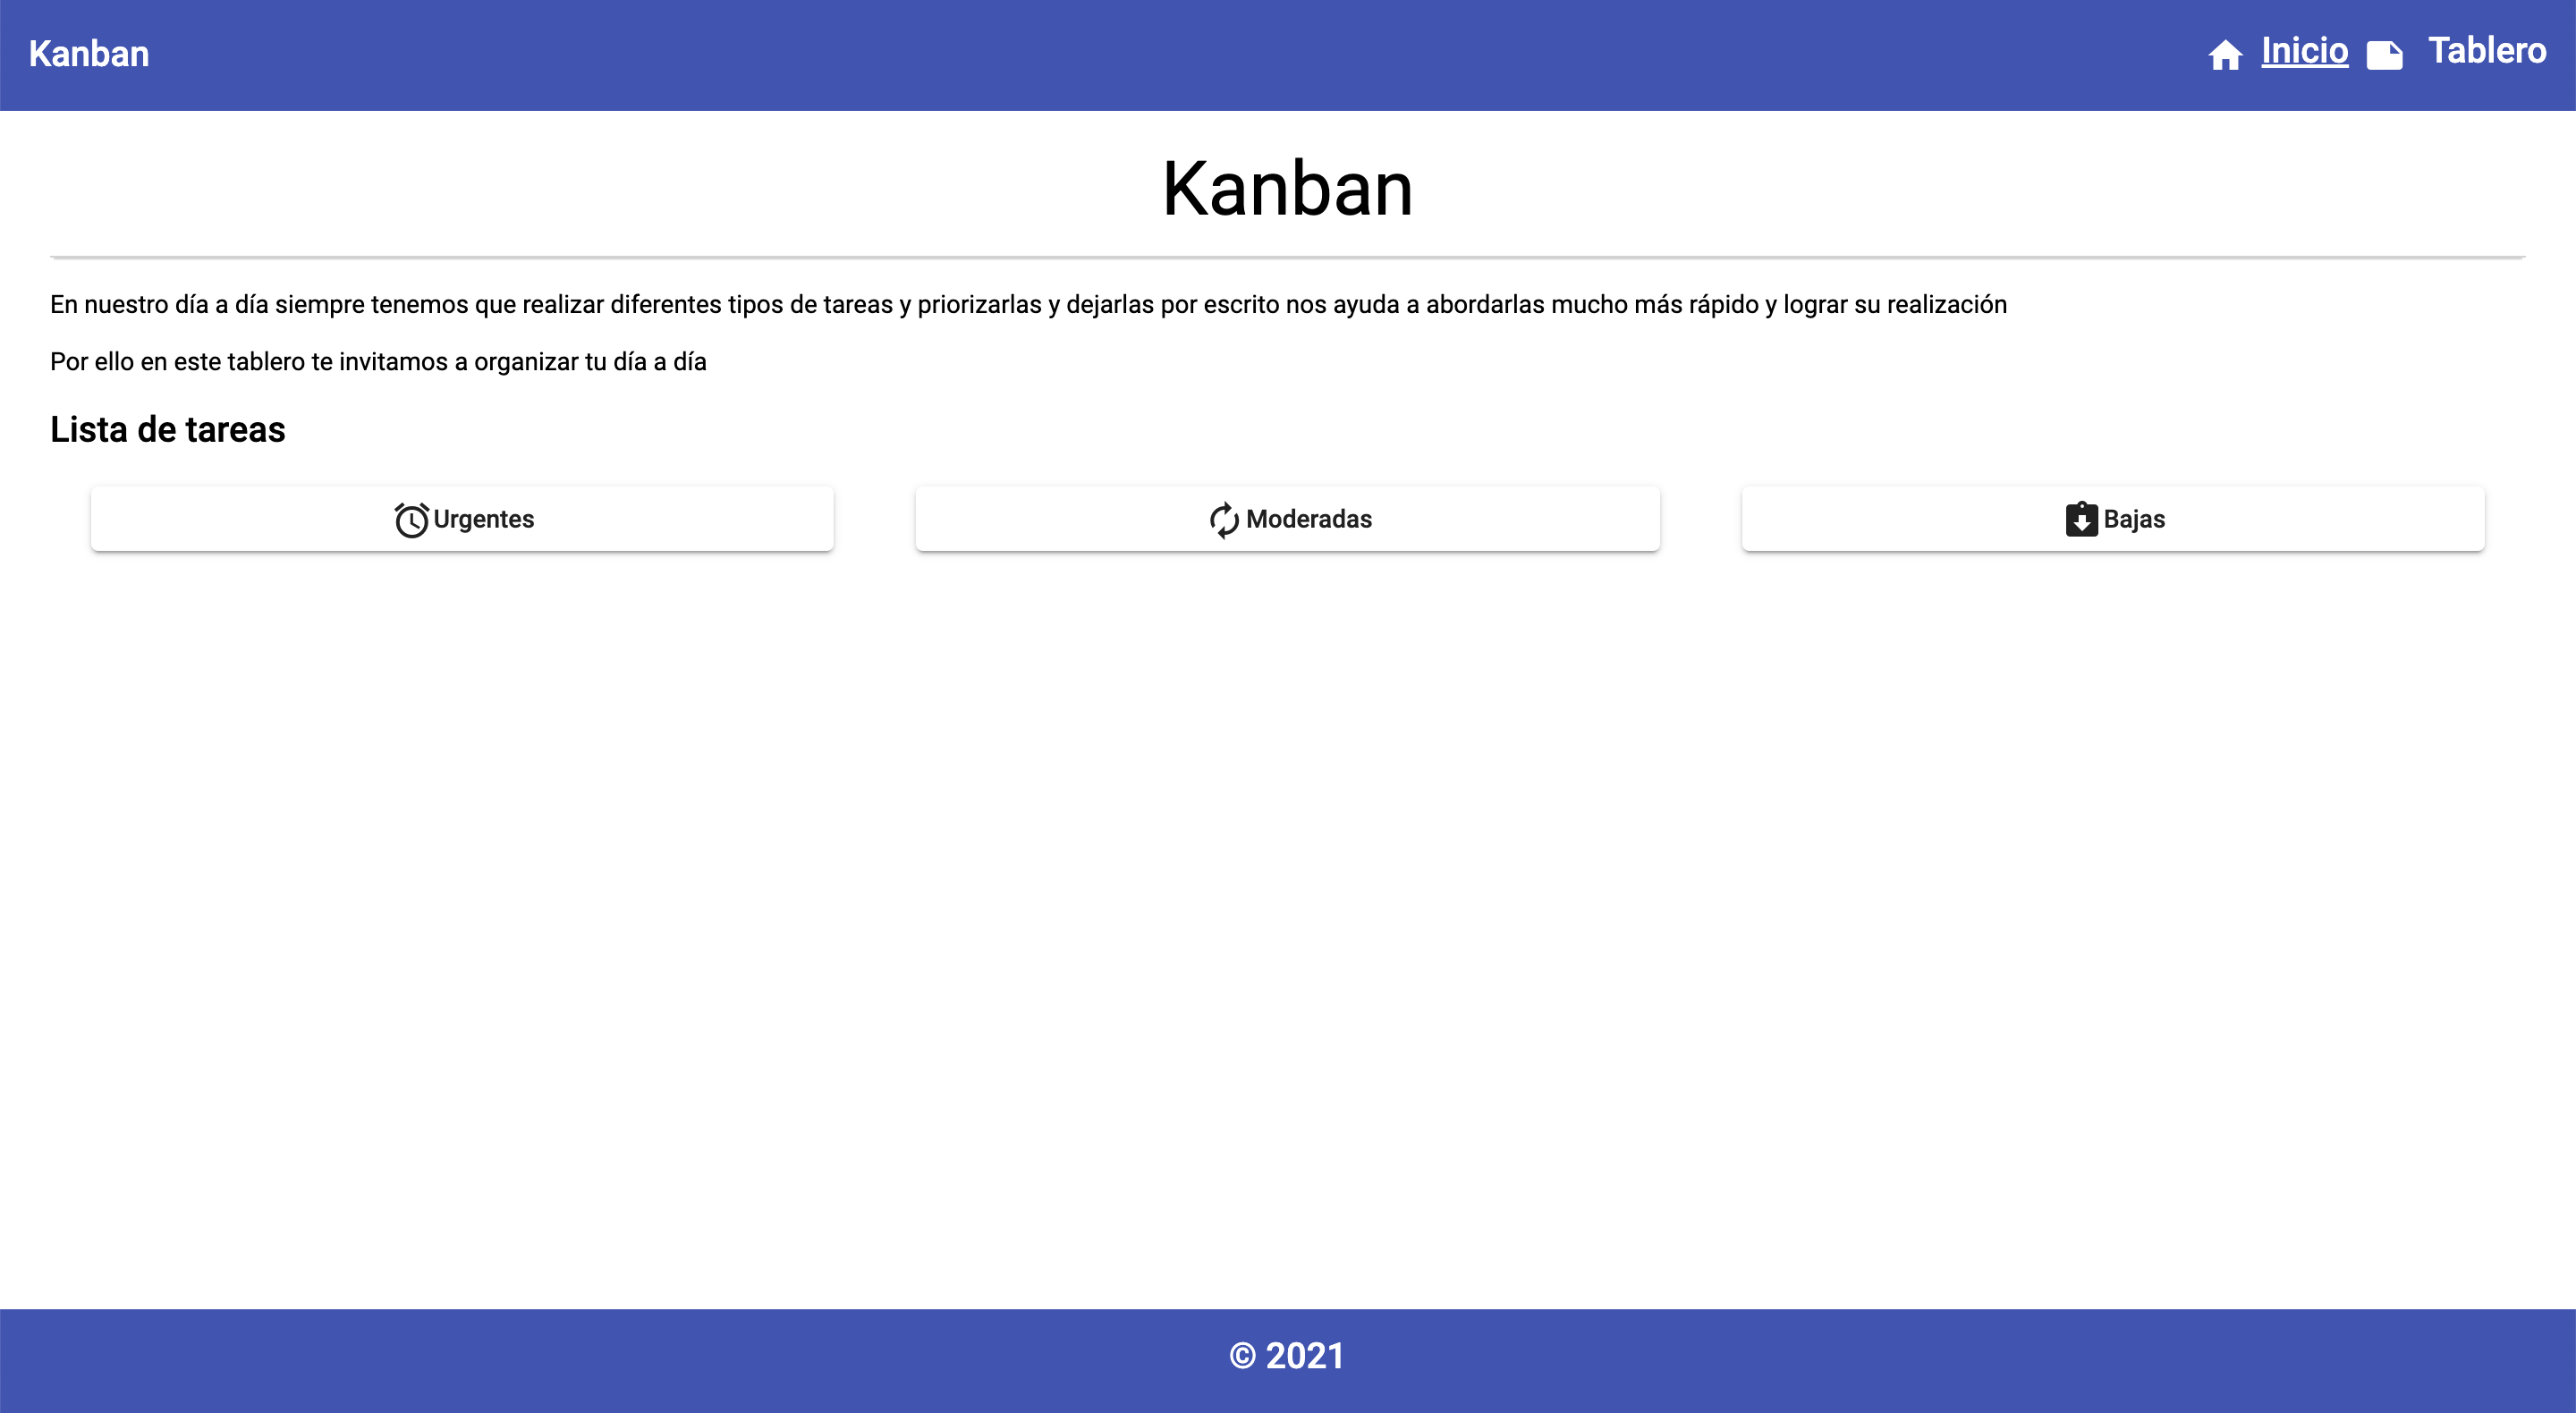 Kanban
Inicio
Tablero
Kanban
En nuestro día a día siempre tenemos que realizar diferentes tipos de tareas y priorizarlas y dejarlas por escrito nos ayuda a abordarlas mucho más rápido y lograr su realización
Por ello en este tablero te invitamos a organizar tu día a día
Lista de tareas
Urgentes
Moderadas
Bajas
© 2021